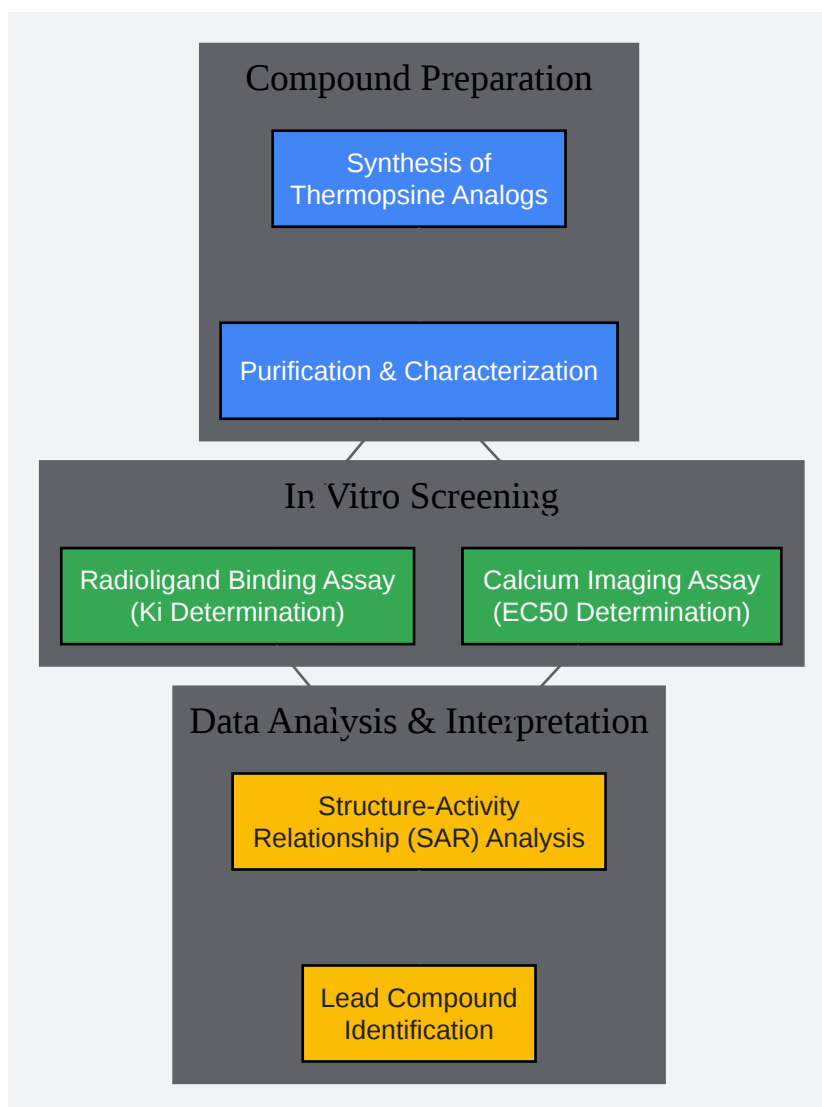 Compound Preparation
Synthesis of
Thermopsine Analogs
Purification & Characterization
In Vitro Screening
Radioligand Binding Assay
(Ki Determination)
Calcium Imaging Assay
(EC50 Determination)
Data Analysis & Interpretation
Structure-Activity
Relationship (SAR) Analysis
Lead Compound
Identification